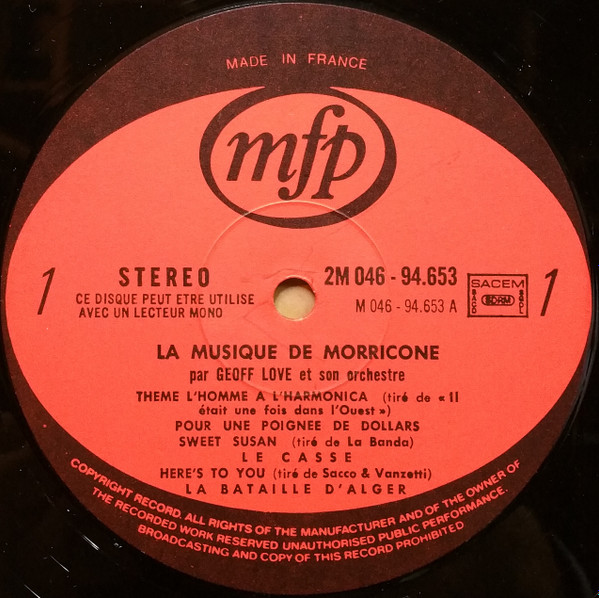 MADE IN FRANCE
mfp
1
STEREO
CE DISQUE PEUT ETRE UTILISE
AVEC UN LECTEUR MONO
2M 046 - 94.653
M 046 - 94.653 A
SACEM
SACD
SDRM
SGDL
1
LA MUSIQUE DE MORRICONE
par GEOFF LOVE et son orchestre
THEME L'HOMME A L'HARMONICA (tiré de « Il
était une fois dans l'Ouest »)
POUR UNE POIGNEE DE DOLLARS
SWEET SUSAN (tiré de La Banda)
LE CASSE
HERE'S TO YOU (tiré de Sacco & Vanzetti)
LA BATAILLE D'ALGER
COPYRIGHT RECORD. ALL RIGHTS OF THE MANUFACTURER AND OF THE OWNER OF
THE RECORDED WORK RESERVED UNAUTHORISED PUBLIC PERFORMANCE.
BROADCASTING AND COPY OF THIS RECORD PROHIBITED